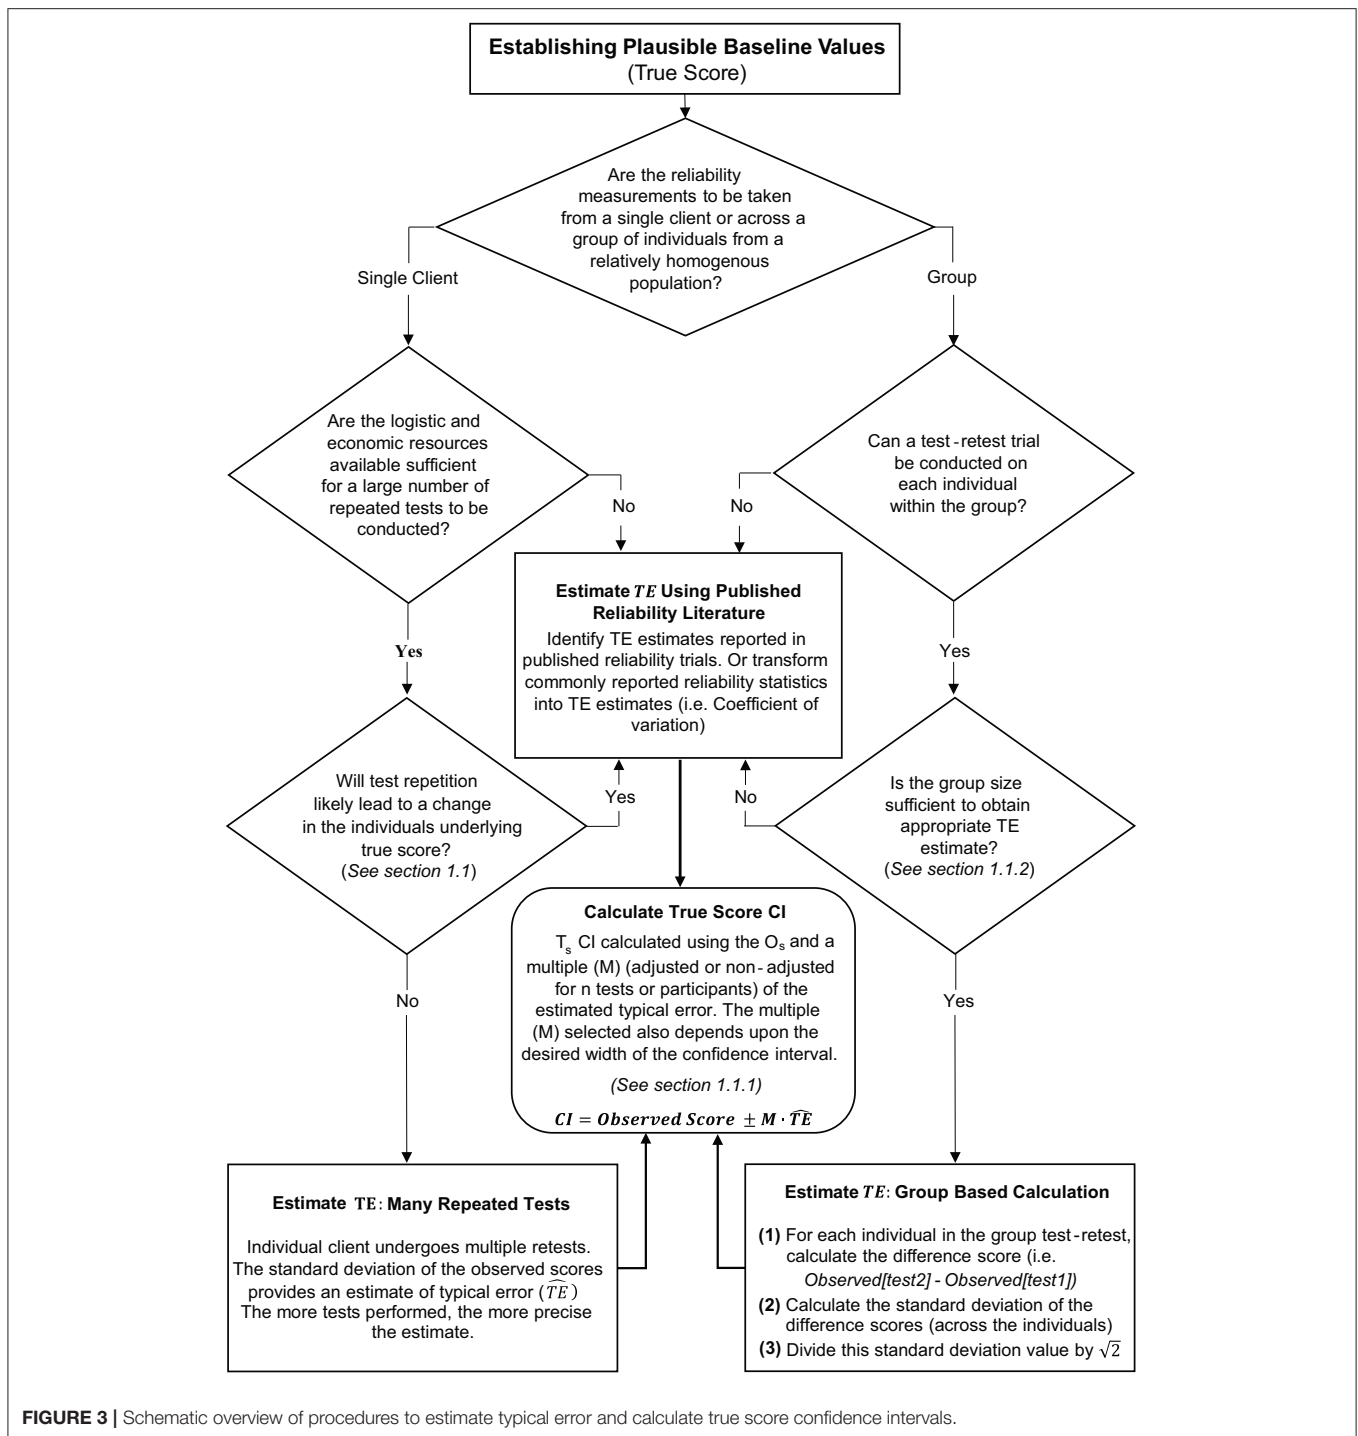 Establishing Plausible Baseline Values
(True Score)
Are the reliability
measurements to be taken
from a single client or across a
group of individuals from a
relatively homogenous
population?
Single Client
Group
Are the logistic and
economic resources
available sufficient
for a large number of
repeated tests to be
conducted?
Can a test-retest trial
be conducted on
each individual
within the group?
No
No
Estimate TE Using Published
Reliability Literature
Identify TE estimates reported in
published reliability trials. Or transform
commonly reported reliability statistics
into TE estimates (i.e. Coefficient of
variation)
Yes
Yes
Will test repetition
likely lead to a change
in the individuals underlying
true score?
(See section 1.1)
Yes
No
Is the group size
sufficient to obtain
appropriate TE
estimate?
(See section 1.1.2)
Calculate True Score CI
Ts CI calculated using the Os and a
multiple (M) (adjusted or non-adjusted
for n tests or participants) of the
estimated typical error. The multiple
(M) selected also depends upon the
desired width of the confidence interval.
(See section 1.1.1)
CI = Observed Score ± M · T̂E
No
Yes
Estimate TE: Many Repeated Tests
Individual client undergoes multiple retests.
The standard deviation of the observed scores
provides an estimate of typical error (T̂E)
The more tests performed, the more precise
the estimate.
Estimate TE: Group Based Calculation
(1) For each individual in the group test-retest,
calculate the difference score (i.e.
Observed[test2] - Observed[test1])
(2) Calculate the standard deviation of the
difference scores (across the individuals)
(3) Divide this standard deviation value by √2
FIGURE 3 | Schematic overview of procedures to estimate typical error and calculate true score confidence intervals.